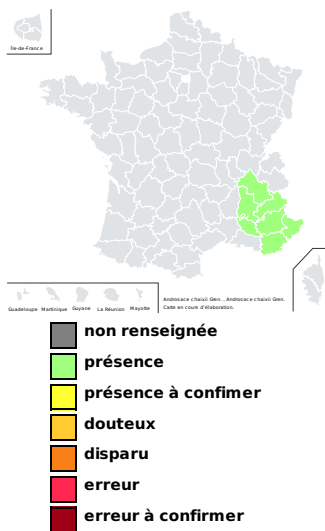 Île-de-France
Androsace chaixii Gren. , Androsace chaixii Gren.
Carte en cours d'élaboration.
Guadeloupe Martinique Guyane La Réunion Mayotte
non renseignée
présence
présence à confimer
douteux
disparu
erreur
erreur à confirmer